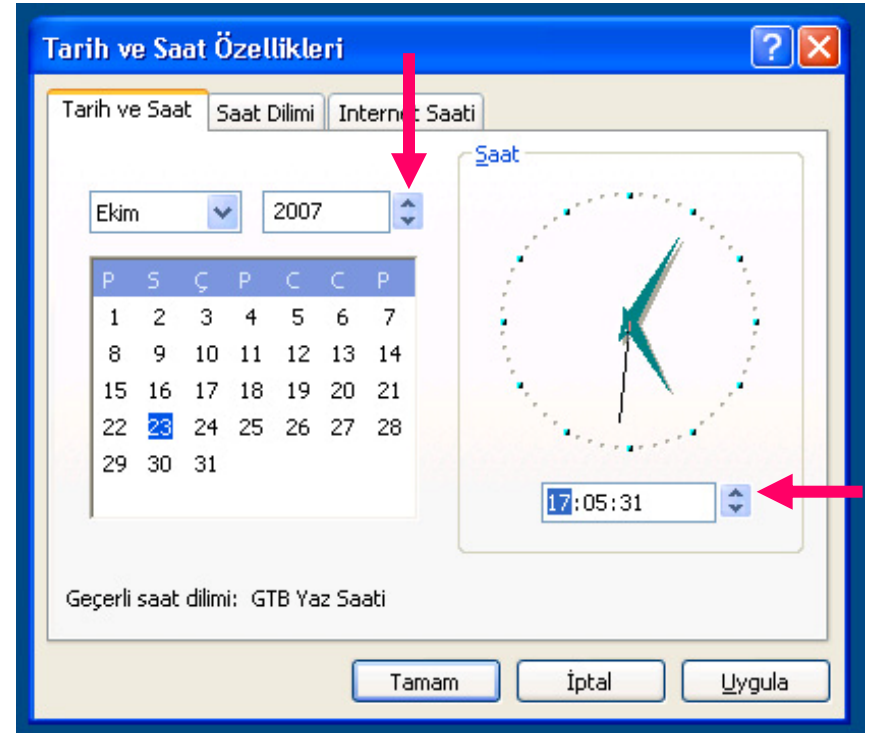 Tarih ve Saat Özellikleri
Tarih ve Saat Saat Dilimi Internet Saati
Saat
Ekim 2007
P S Ç P C C P
1 2 3 4 5 6 7
8 9 10 11 12 13 14
15 16 17 18 19 20 21
22 23 24 25 26 27 28
29 30 31
17:05:31
Geçerli saat dilimi: GTB Yaz Saati
Tamam İptal Uygula